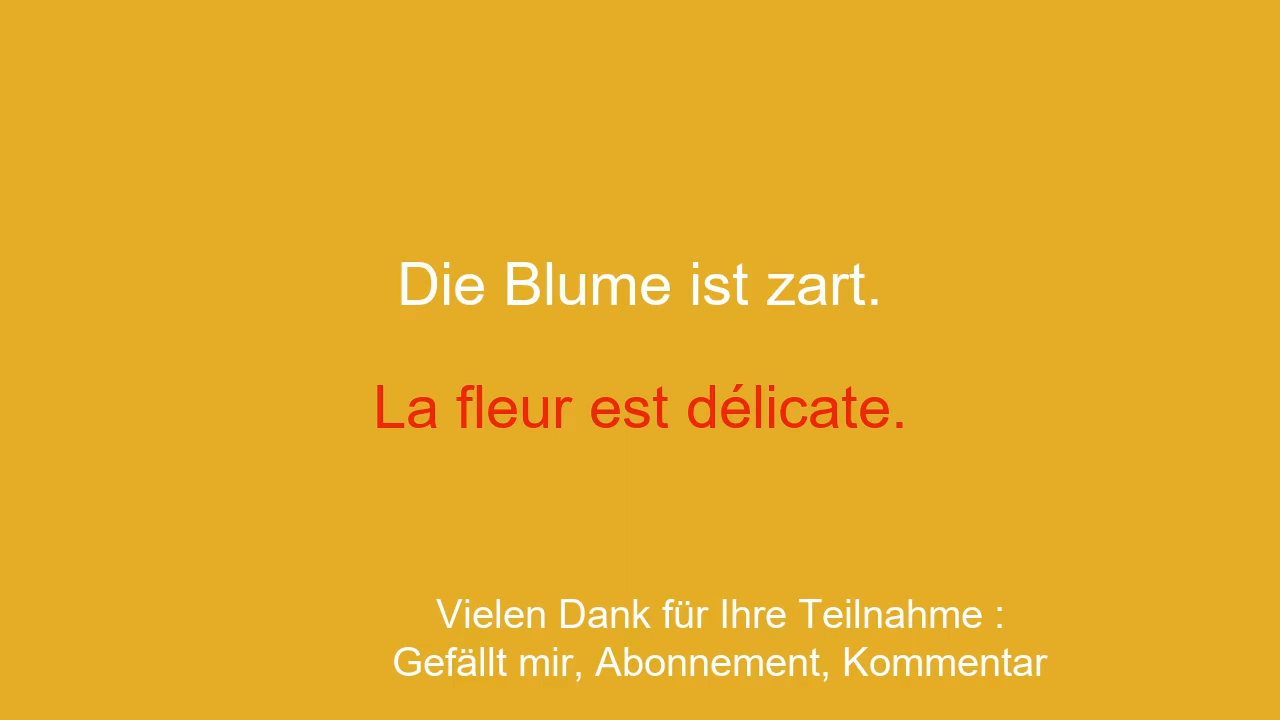 Die Blume ist zart.
La fleur est délicate.
Vielen Dank für Ihre Teilnahme :
Gefällt mir, Abonnement, Kommentar